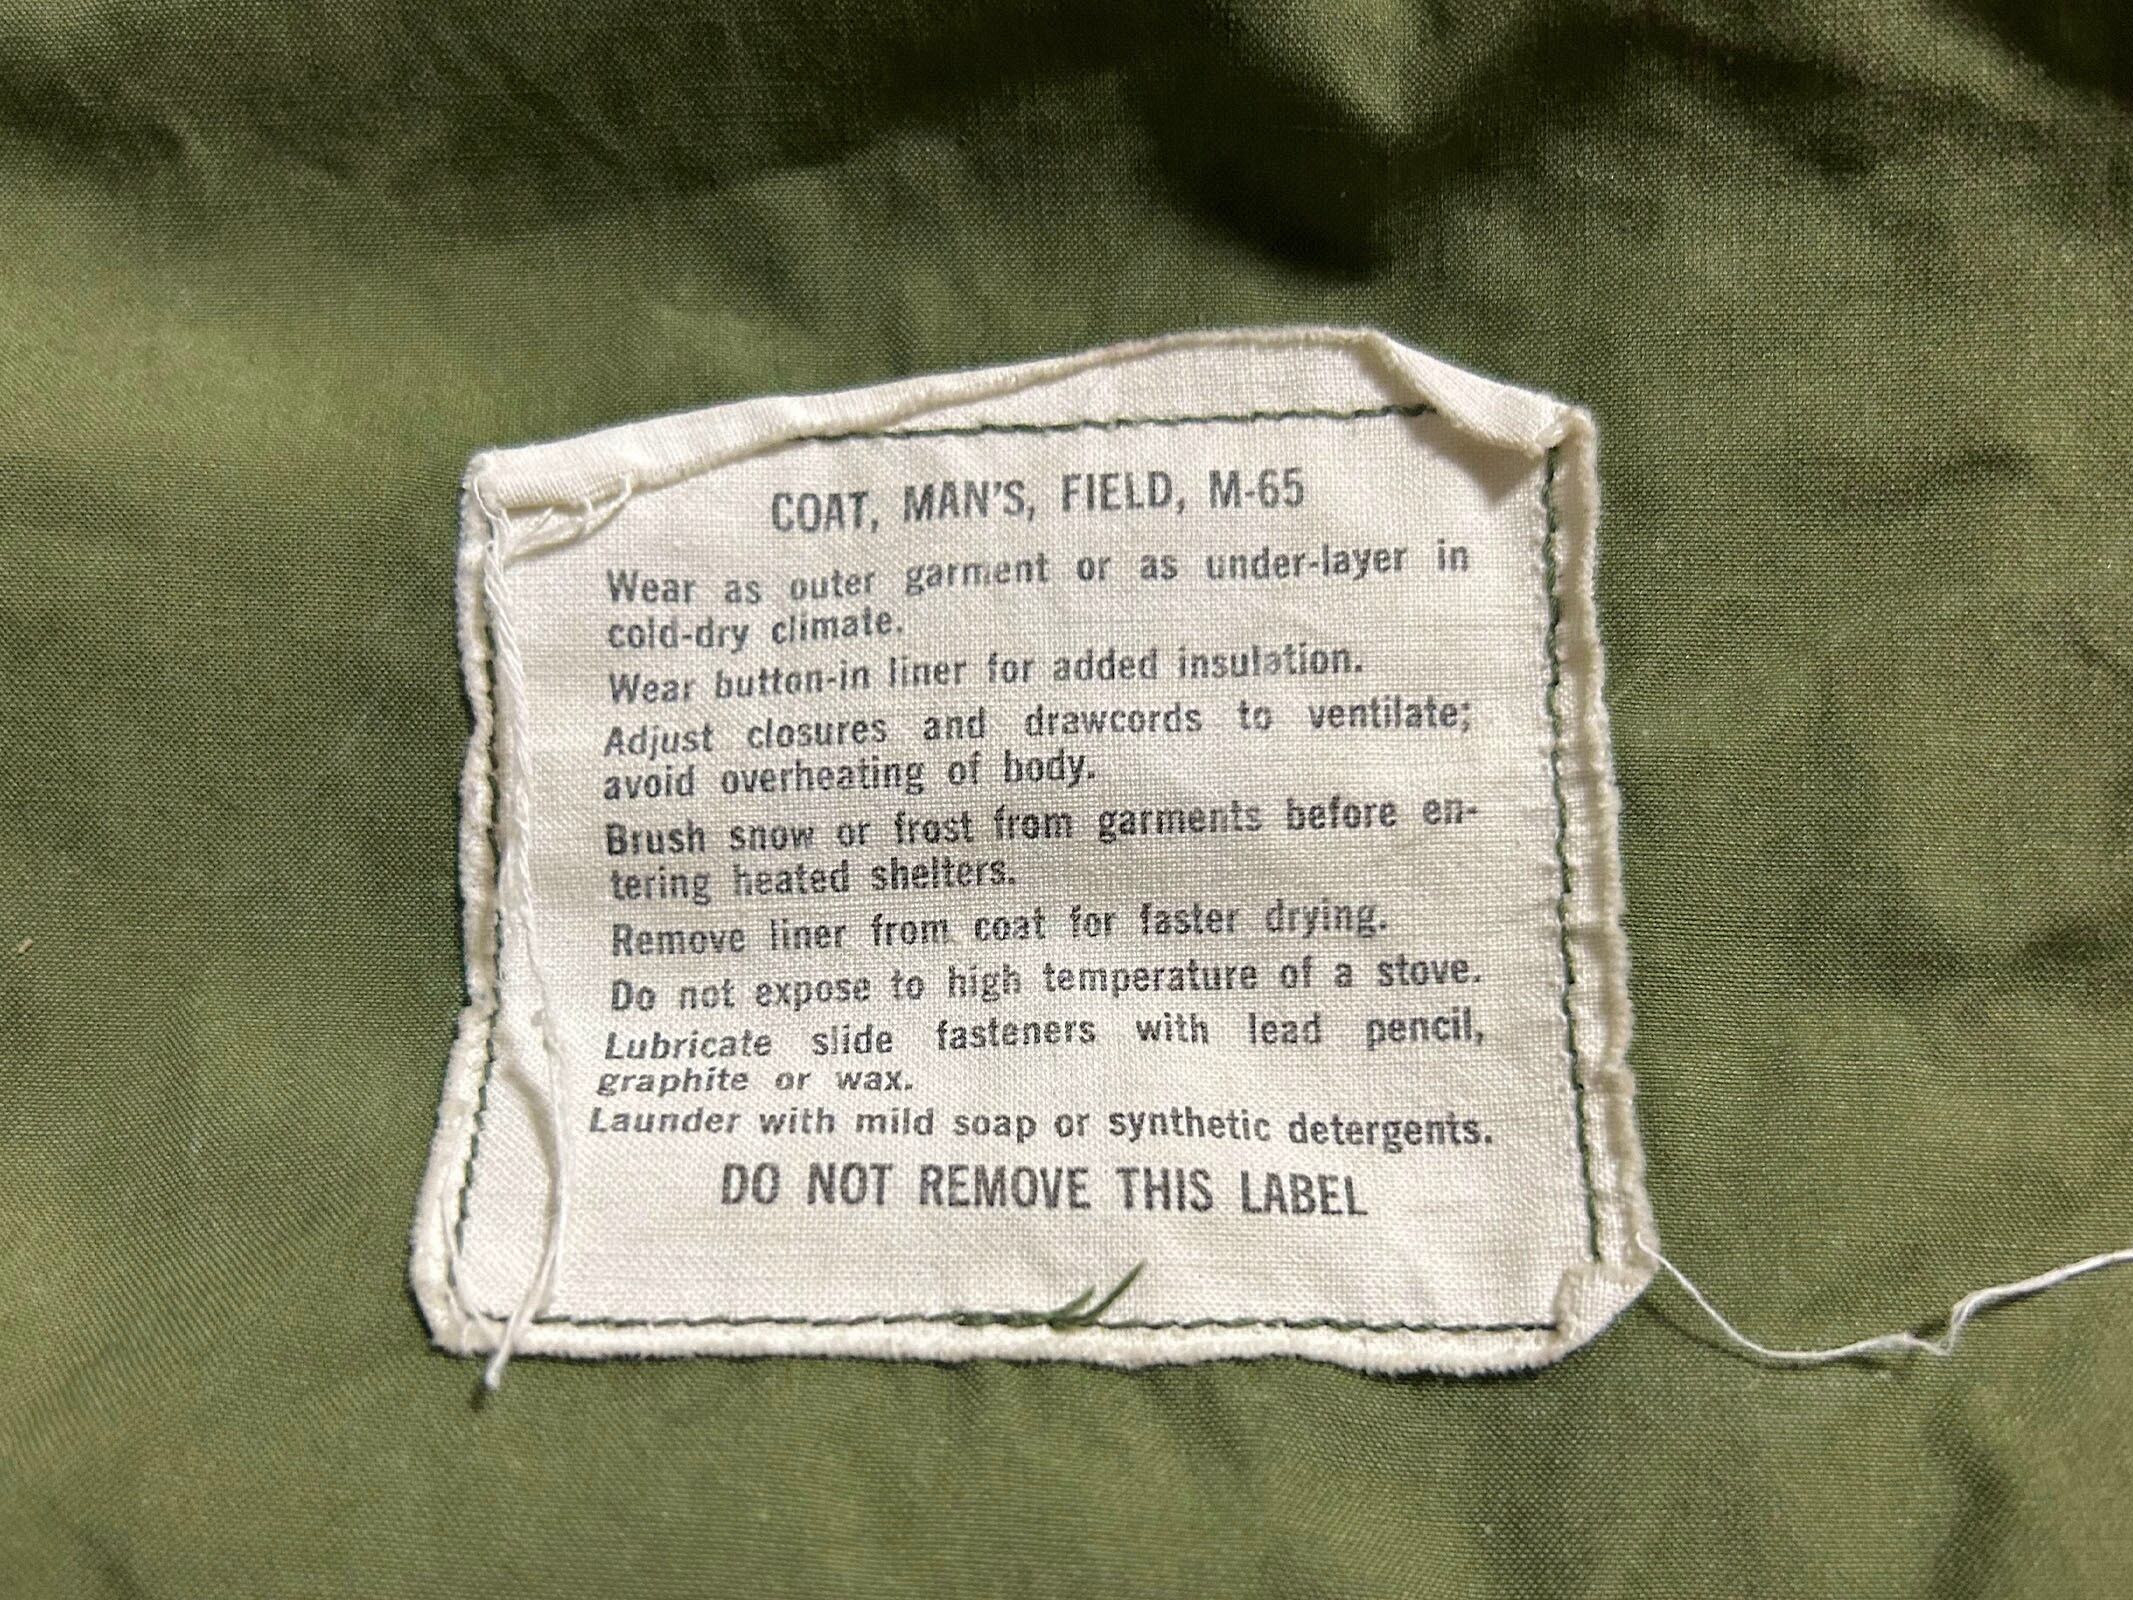 COAT, MAN'S, FIELD, M-65
Wear as outer garment or as under-layer in
cold-dry climate.
Wear button-in liner for added insulation.
Adjust closures and drawcords to ventilate;
avoid overheating of body.
Brush snow or frost from garments before en-
tering heated shelters.
Remove liner from coat for faster drying.
Do not expose to high temperature of a stove.
Lubricate slide fasteners with lead pencil,
graphite or wax.
Launder with mild soap or synthetic detergents.
DO NOT REMOVE THIS LABEL